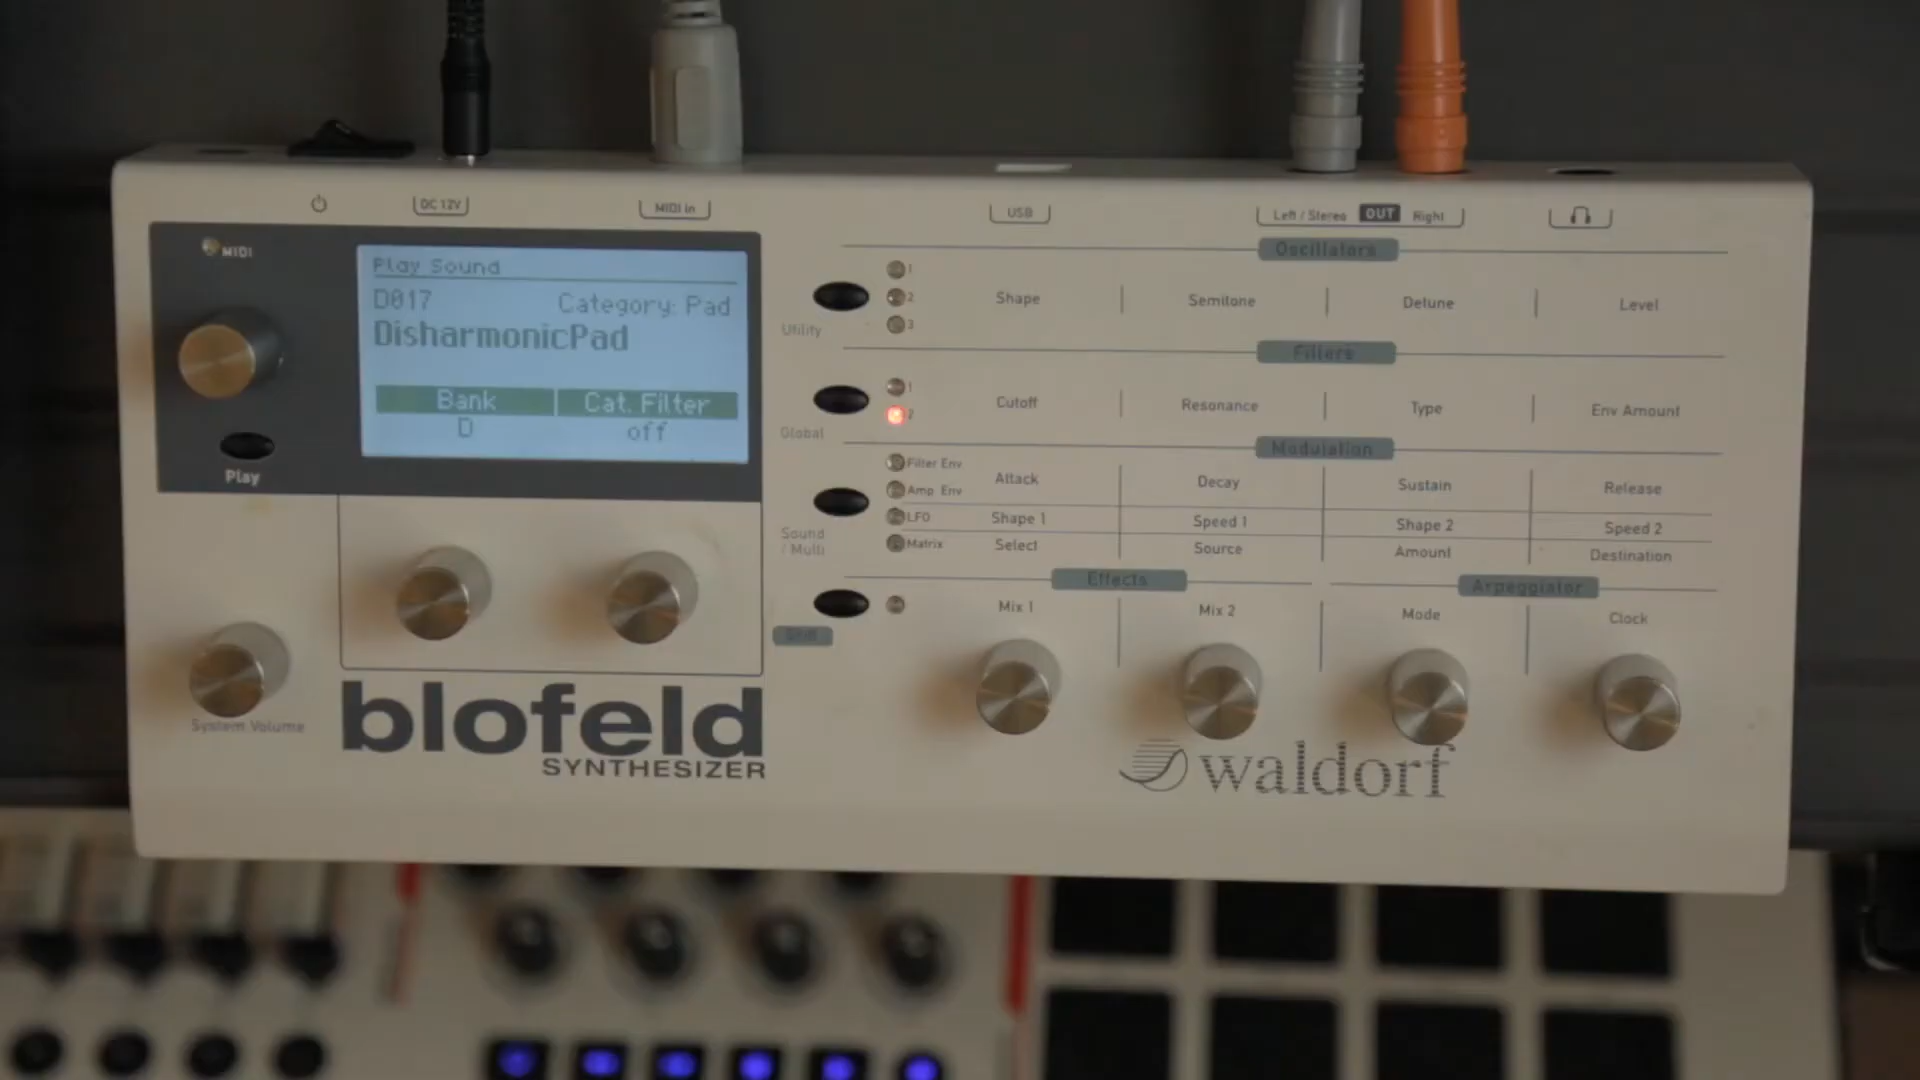 DC 12V
MIDI in
USB
Left / Stereo OUT Right
MIDI
Play Sound
D017 Category: Pad
DisharmonicPad
Bank Cat. Filter
D off
Play
System Volume
blofeld
SYNTHESIZER
Oscillators
1
2
3
Shape Semitone Detune Level
Utility
Filters
1
2
Cutoff Resonance Type Env Amount
Global
Modulation
Filter Env Attack Decay Sustain Release
Amp Env
LFO Shape 1 Speed 1 Shape 2 Speed 2
Matrix Select Source Amount Destination
Sound
/ Multi
Effects Arpeggiator
Mix 1 Mix 2 Mode Clock
Shift
waldorf